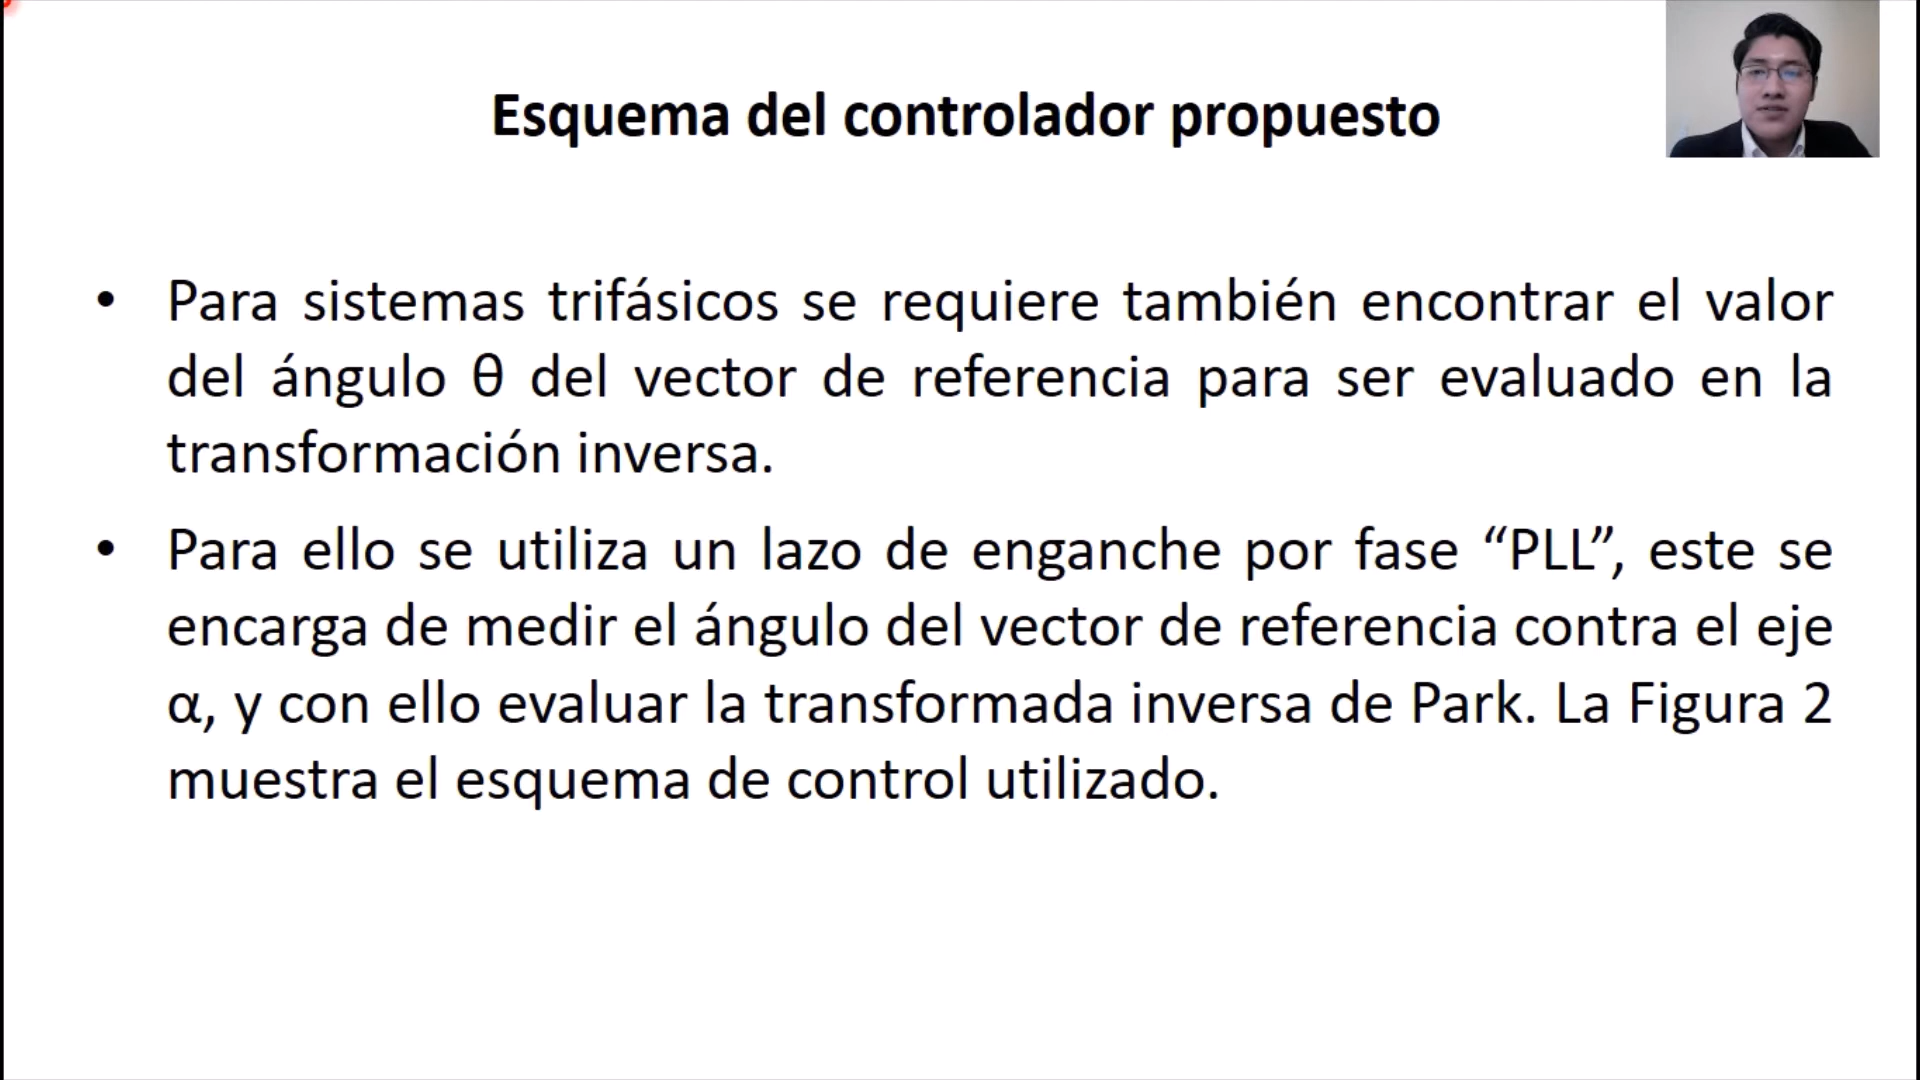 Esquema del controlador propuesto
• Para sistemas trifásicos se requiere también encontrar el valor
del ángulo θ del vector de referencia para ser evaluado en la
transformación inversa.
• Para ello se utiliza un lazo de enganche por fase “PLL”, este se
encarga de medir el ángulo del vector de referencia contra el eje
α, y con ello evaluar la transformada inversa de Park. La Figura 2
muestra el esquema de control utilizado.